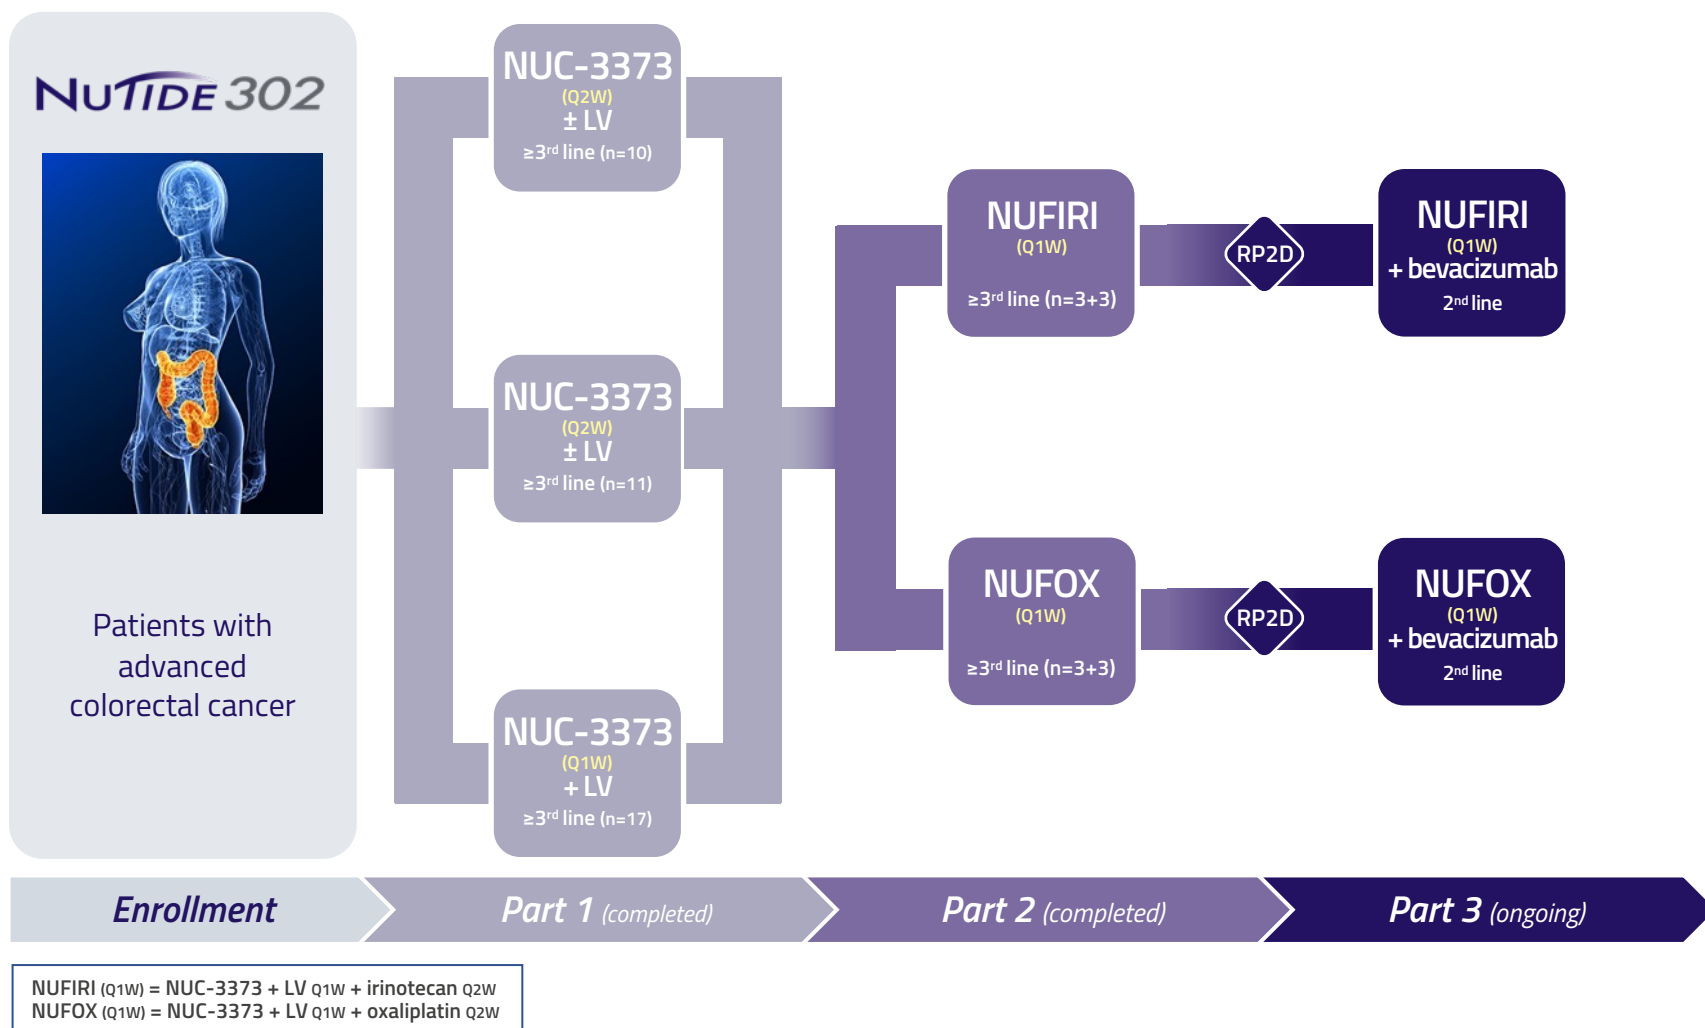 NUTIDE 302
Patients with
advanced
colorectal cancer
NUC-3373
(Q2W)
± LV
≥3rd line (n=10)
NUC-3373
(Q2W)
± LV
≥3rd line (n=11)
NUC-3373
(Q1W)
+ LV
≥3rd line (n=17)
NUFIRI
(Q1W)
≥3rd line (n=3+3)
NUFOX
(Q1W)
≥3rd line (n=3+3)
RP2D
RP2D
NUFIRI
(Q1W)
+ bevacizumab
2nd line
NUFOX
(Q1W)
+ bevacizumab
2nd line
Enrollment
Part 1 (completed)
Part 2 (completed)
Part 3 (ongoing)
NUFIRI (Q1W) = NUC-3373 + LV Q1W + irinotecan Q2W
NUFOX (Q1W) = NUC-3373 + LV Q1W + oxaliplatin Q2W